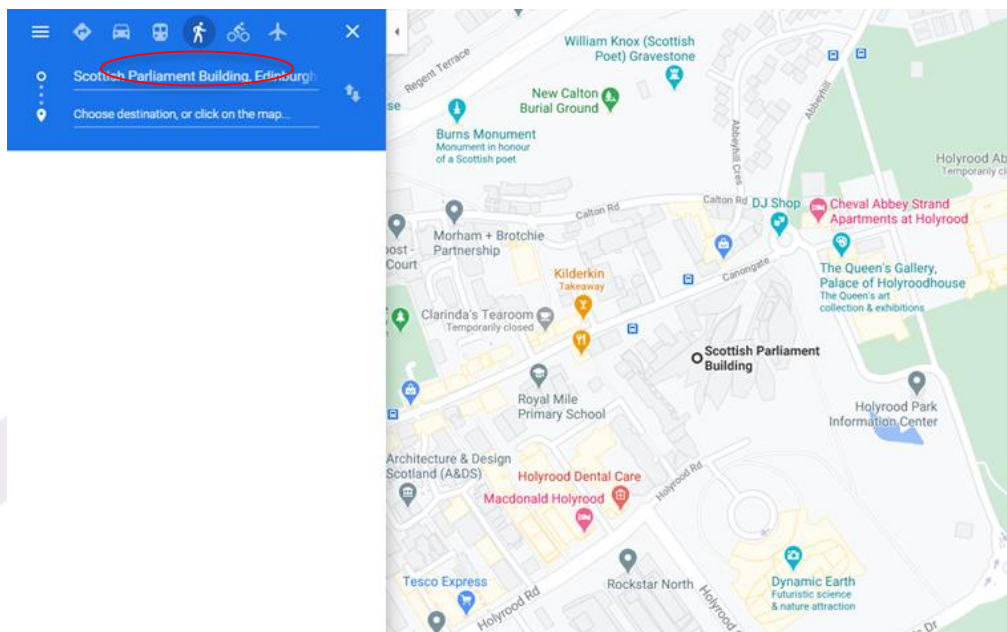 Scottish Parliament Building, Edinburgh
Choose destination, or click on the map...
William Knox (Scottish
Poet) Gravestone
Regent Terrace
New Calton
Burial Ground
se
Burns Monument
Monument in honour
of a Scottish poet
Abbeyhill
Abbeyhill Cres
Holyrood Ab
Temporarily cl
Calton Rd
Calton Rd
DJ Shop
Cheval Abbey Strand
Apartments at Holyrood
Morham + Brotchie
Partnership
ost -
Court
Canongate
The Queen's Gallery,
Palace of Holyroodhouse
The Queen's art
collection & exhibitions
Kilderkin
Takeaway
Clarinda's Tearoom
Temporarily closed
Scottish Parliament
Building
Royal Mile
Primary School
Holyrood Park
Information Center
Architecture & Design
Scotland (A&DS)
Holyrood Dental Care
Holyrood Rd
Macdonald Holyrood
Tesco Express
Rockstar North
Dynamic Earth
Futuristic science
& nature attraction
Holyrood Rd
Holyrood
s Dr